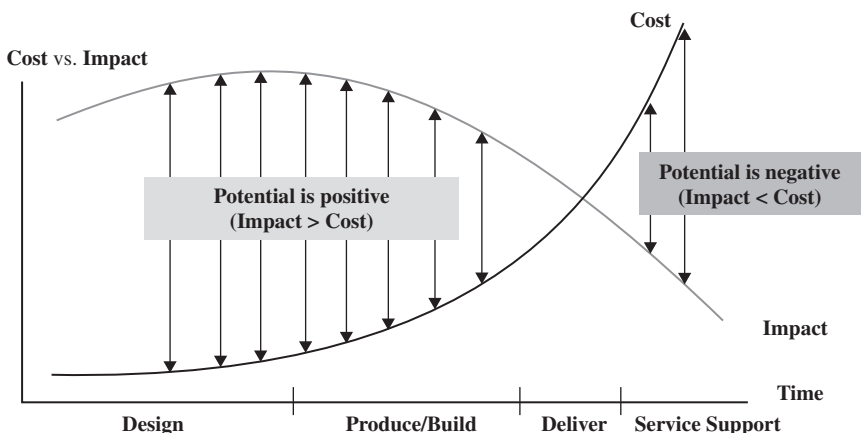 Cost
Cost vs. Impact
Potential is positive
(Impact > Cost)
Potential is negative
(Impact < Cost)
Impact
Time
Design
Produce/Build
Deliver
Service Support